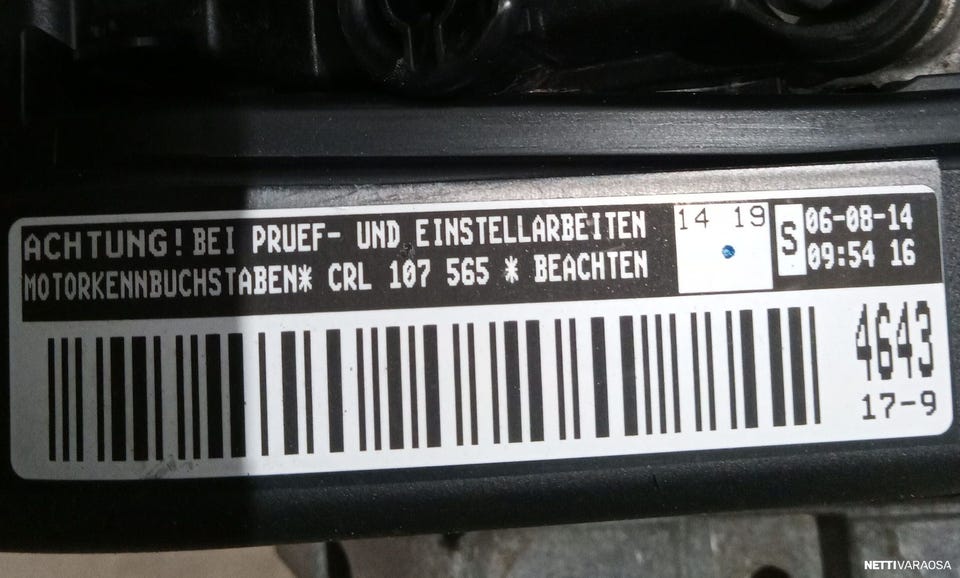 ACHTUNG! BEI PRUEF- UND EINSTELLARBEITEN
MOTORKENNBUCHSTABEN* CRL 107 565 * BEACHTEN
14 19
S
06-08-14
09:54 16
4643
17-9
NETTIVARAOSA